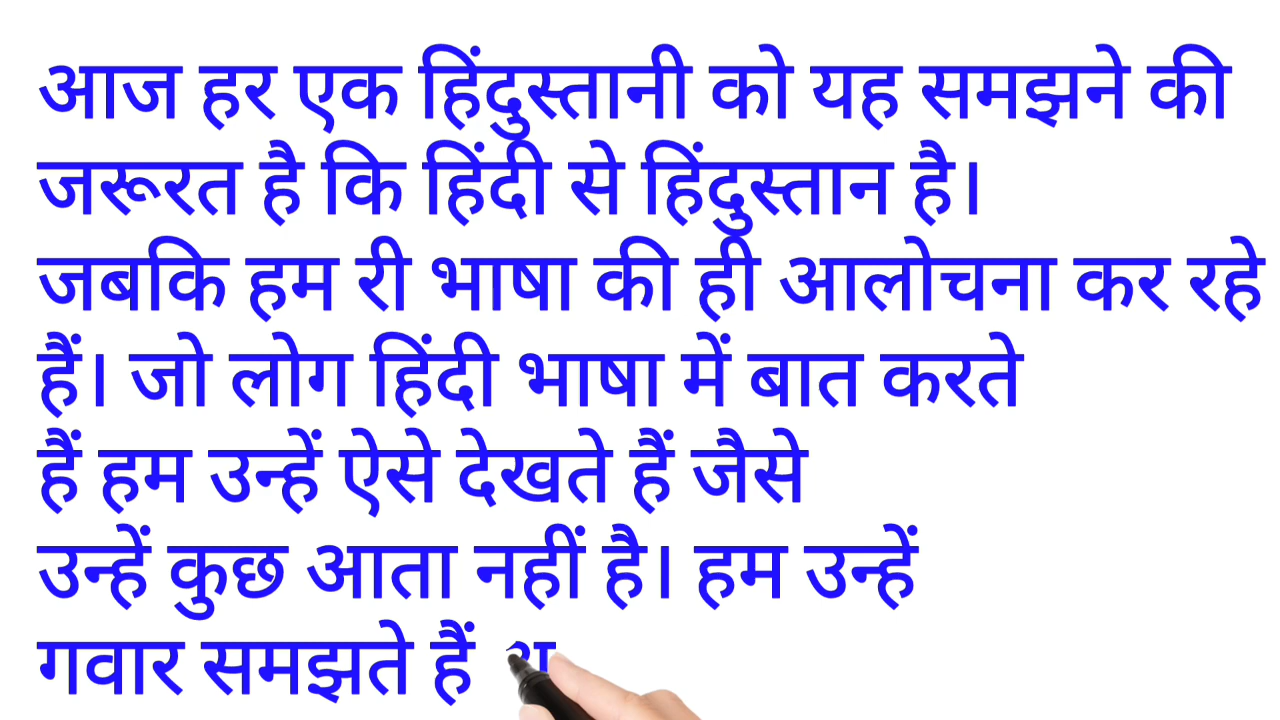 आज हर एक हिंदुस्तानी को यह समझने की
जरूरत है कि हिंदी से हिंदुस्तान है।
जबकि हम री भाषा की ही आलोचना कर रहे
हैं। जो लोग हिंदी भाषा में बात करते
हैं हम उन्हें ऐसे देखते हैं जैसे
उन्हें कुछ आता नहीं है। हम उन्हें
गवार समझते हैं